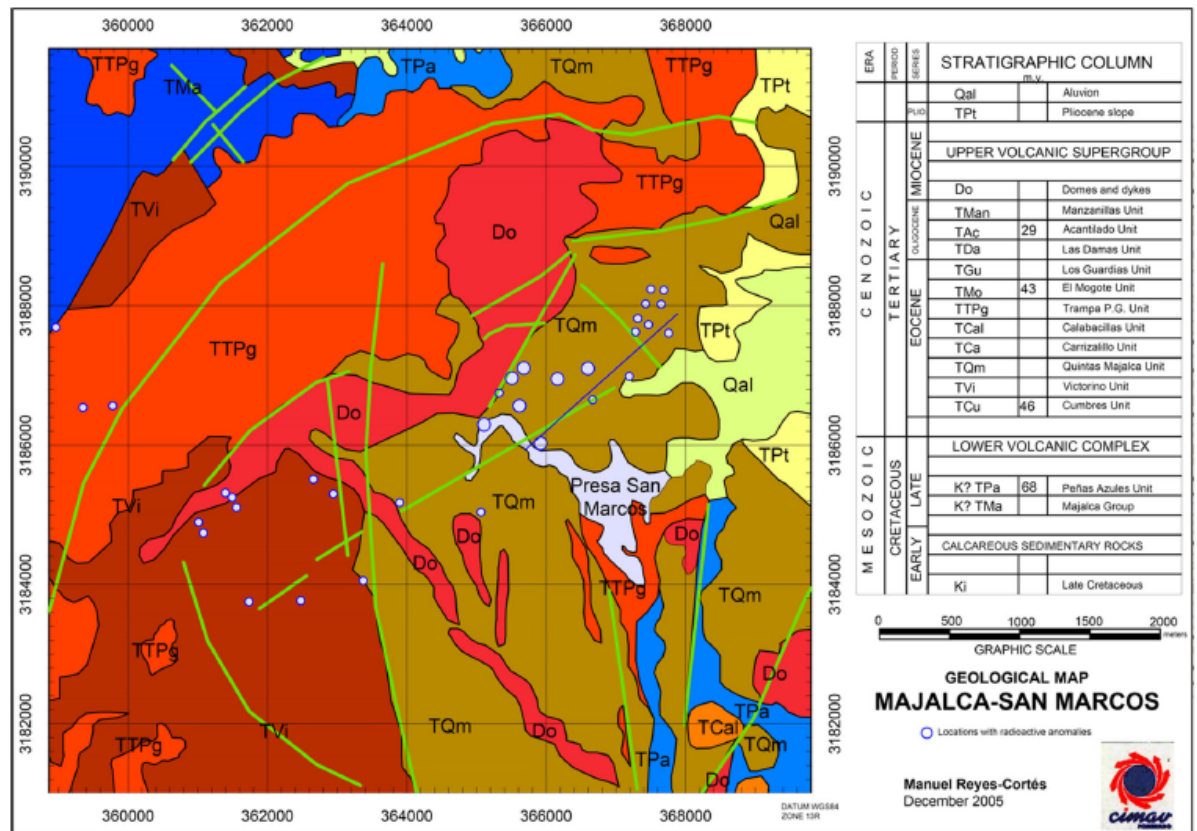 360000 362000 364000 366000 368000
TTPg
TMa
TPa
TQm
TTPg
TPt
3190000
3190000
TTPg
TVi
Do
Qal
3188000
3188000
TTPg
TQm
TPt
Qal
Do
3186000
3186000
TPt
TVi
TQm
Presa San
Marcos
Do
Do
Do
3184000
3184000
TTPg
TQm
TTPg
Do
3182000
3182000
TTPg
TVi
TQm
Do
TPa
TCal
TPa
TQm
Do
360000 362000 364000 366000 368000
DATUM WGS84
ZONE 13R
ERA PERIOD SERIES STRATIGRAPHIC COLUMN
m.y.
Qal Aluvion
PLIO TPt Pliocene slope
CENOZOIC
TERTIARY
MIOCENE
UPPER VOLCANIC SUPERGROUP
Do Domes and dykes
OLIGOCENE
TMan Manzanillas Unit
TAc 29 Acantilado Unit
TDa Las Damas Unit
EOCENE
TGu Los Guardias Unit
TMo 43 El Mogote Unit
TTPg Trampa P.G. Unit
TCal Calabacillas Unit
TCa Carrizalillo Unit
TQm Quintas Majalca Unit
TVi Victorino Unit
TCu 46 Cumbres Unit
MESOZOIC
CRETACEOUS
LATE
LOWER VOLCANIC COMPLEX
K? TPa 68 Peñas Azules Unit
K? TMa Majalca Group
EARLY
CALCAREOUS SEDIMENTARY ROCKS
Ki Late Cretaceous
0 500 1000 1500 2000
meters
GRAPHIC SCALE
GEOLOGICAL MAP
MAJALCA-SAN MARCOS
Locations with radioactive anomalies
Manuel Reyes-Cortés
December 2005
cimav